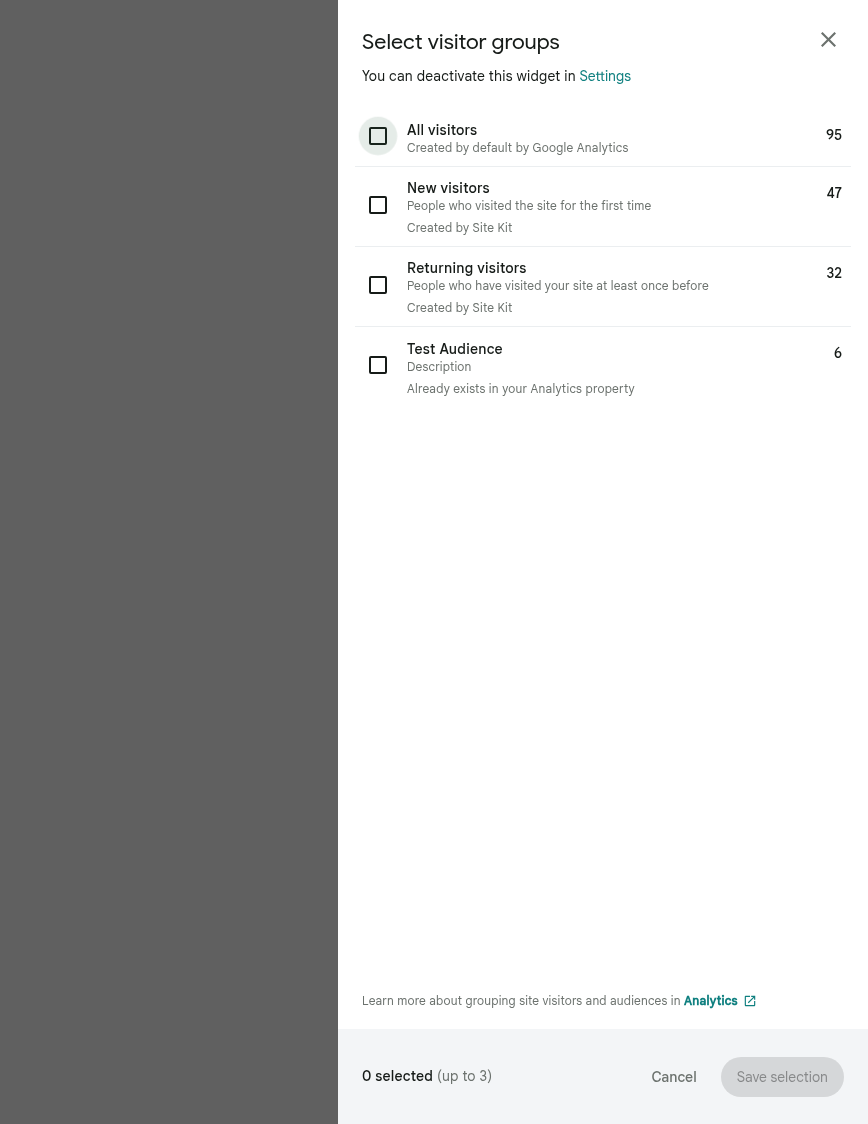 Select visitor groups
You can deactivate this widget in Settings
All visitors
95
Created by default by Google Analytics
New visitors
47
People who visited the site for the first time
Created by Site Kit
Returning visitors
32
People who have visited your site at least once before
Created by Site Kit
Test Audience
6
Description
Already exists in your Analytics property
Learn more about grouping site visitors and audiences in Analytics
0 selected (up to 3)
Cancel
Save selection